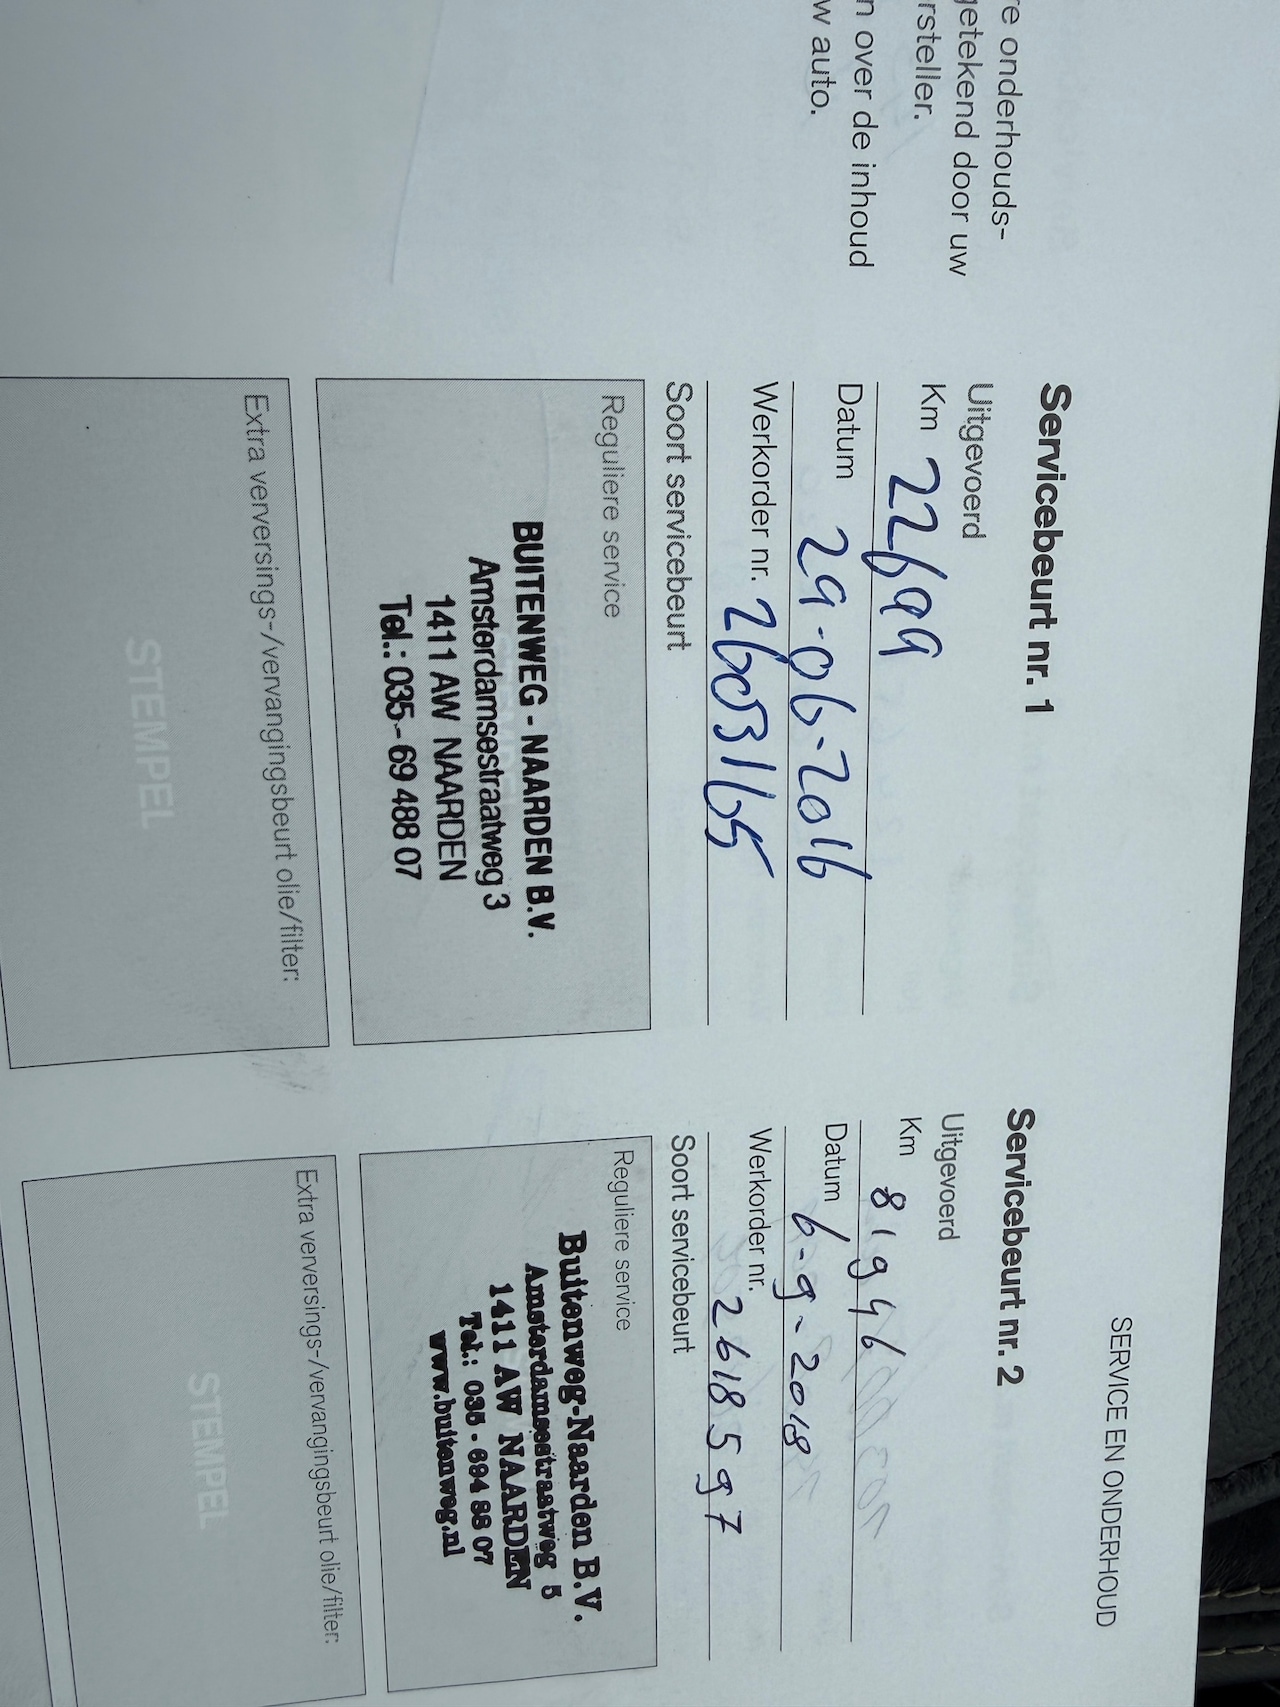 re onderhouds-
getekend door uw
rsteller.
n over de inhoud
w auto.
SERVICE EN ONDERHOUD
Servicebeurt nr. 1
Uitgevoerd
Km 22699
Datum 29-06-2016
Werkorder nr. 2603165
Soort servicebeurt
Reguliere service
BUITENWEG - NAARDEN B.V.
Amsterdamsestraatweg 3
1411 AW NAARDEN
Tel.: 035 - 69 488 07
Extra verversings-/vervangingsbeurt olie/filter:
STEMPEL
Servicebeurt nr. 2
Uitgevoerd
Km 81946
Datum 6-9-2018
Werkorder nr. 2618597
Soort servicebeurt
Reguliere service
Buitenweg-Naarden B.V.
Amsterdamsestraatweg 5
1411 AW NAARDEN
Tel.: 035 - 694 88 07
www.buitenweg.nl
Extra verversings-/vervangingsbeurt olie/filter:
STEMPEL